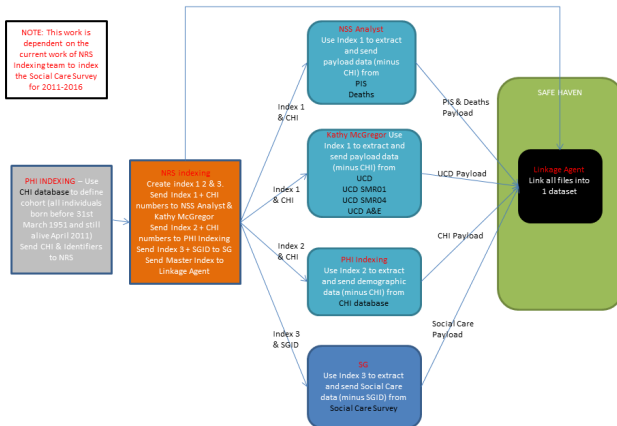 NOTE: This work is
dependent on the
current work of NRS
Indexing team to index
the Social Care Survey
for 2011-2016
PHI INDEXING – Use
CHI database to define
cohort (all individuals
born before 31st
March 1951 and still
alive April 2011)
Send CHI & identifiers
to NRS
NRS Indexing
Create index 1 2 & 3.
Send Index 1 + CHI
numbers to NSS Analyst &
Kathy McGregor
Send Index 2 + CHI
numbers to PHI Indexing
Send Index 3 + SGID to SG
Send Master Index to
Linkage Agent
Index 1
& CHI
Index 1
& CHI
Index 2
& CHI
Index 3
& SGID
NSS Analyst
Use Index 1 to extract
and send
payload data (minus
CHI) from
PIS
Deaths
Kathy McGregor Use
Index 1 to extract and
send payload data
(minus CHI) from
UCD
UCD SMR01
UCD SMR04
UCD A&E
PHI Indexing
Use Index 2 to extract
and send demographic
data (minus CHI) from
CHI database
SG
Use Index 3 to extract
and send Social Care
data (minus SGID) from
Social Care Survey
PIS & Deaths
Payload
UCD Payload
CHI Payload
Social Care
Payload
SAFE HAVEN
Linkage Agent
Link all files into
1 dataset